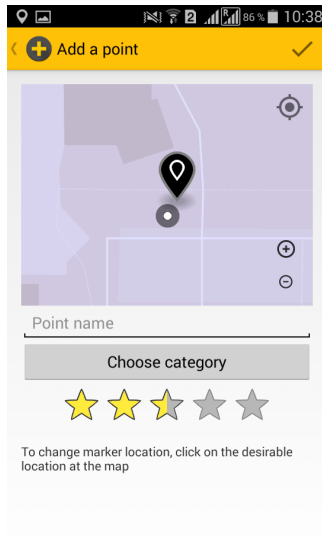 2 R 86 % 10:38
Add a point
Point name
Choose category
To change marker location, click on the desirable
location at the map